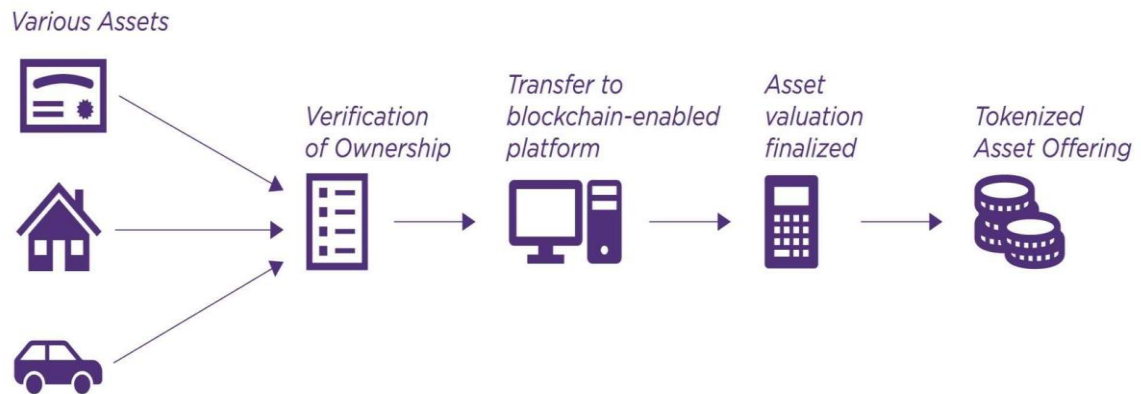 Various Assets
Verification
of Ownership
Transfer to
blockchain-enabled
platform
Asset
valuation
finalized
Tokenized
Asset Offering